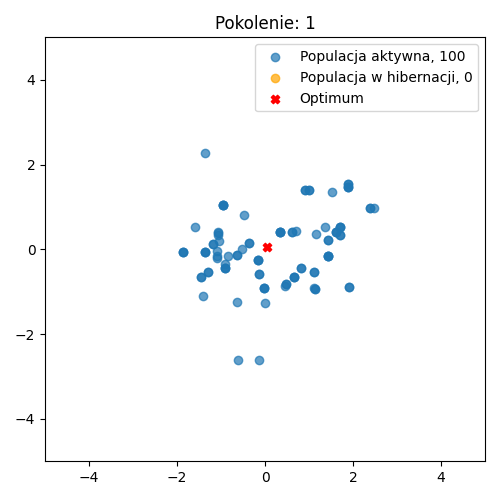 Pokolenie: 1
Populacja aktywna, 100
Populacja w hibernacji, 0
Optimum
4
2
0
−2
−4
−4 −2 0 2 4